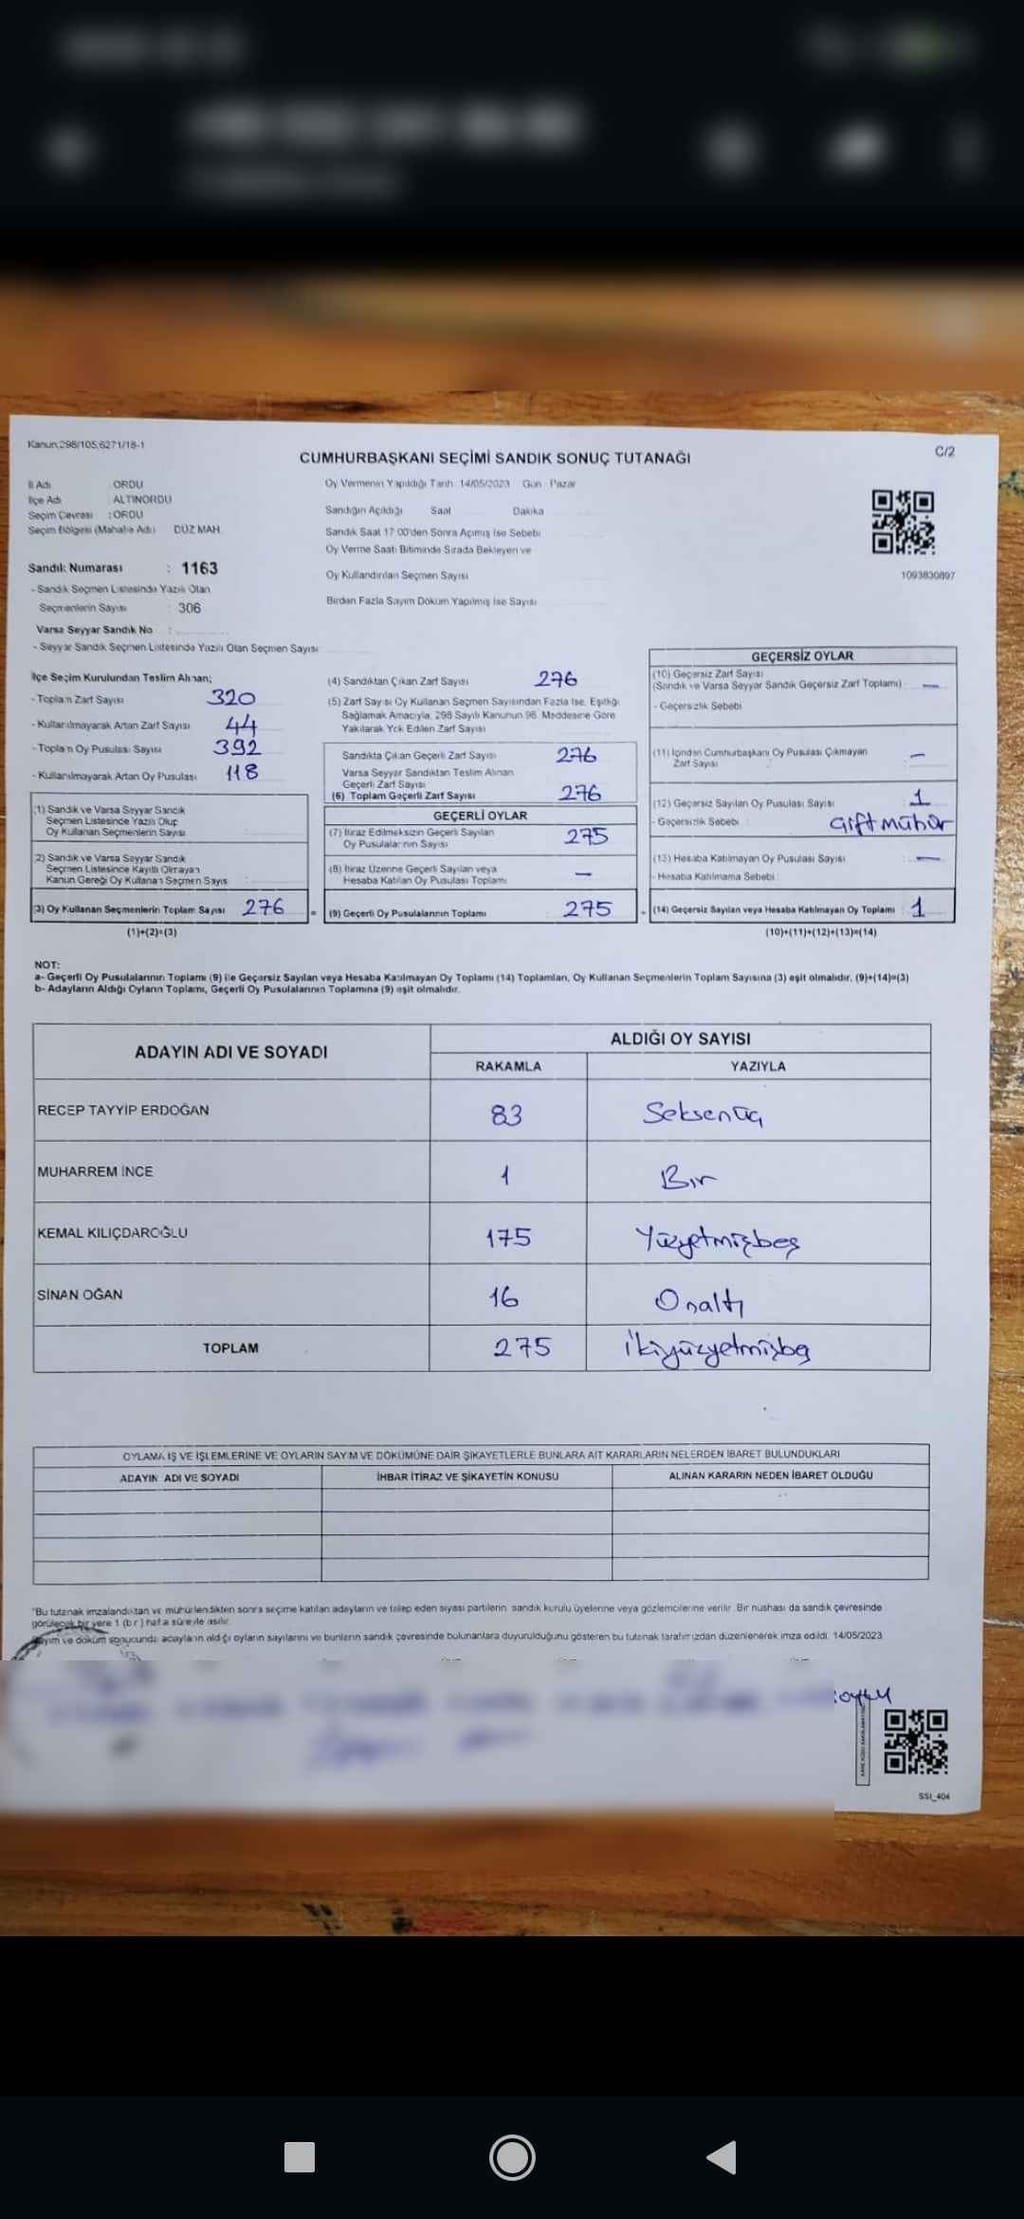 Kanun:298/105,6271/18-1
C/2
CUMHURBAŞKANI SEÇİMİ SANDIK SONUÇ TUTANAĞI
İl Adı ORDU
İlçe Adı ALTINORDU
Seçim Çevresi : ORDU
Seçim Bölgesi (Mahalle Adı) DÜZ MAH.
Oy Vermenin Yapıldığı Tarih 14/05/2023 Gün : Pazar
Sandığın Açıldığı Saat Dakika
Sandık Saat 17:00'den Sonra Açılmış İse Sebebi
Oy Verme Saati Bitiminde Sırada Bekleyen ve
Oy Kullandırılan Seçmen Sayısı
Birden Fazla Sayım Döküm Yapılmış İse Sayısı
1093830897
Sandık Numarası : 1163
- Sandık Seçmen Listesinde Yazılı Olan
Seçmenlerin Sayısı : 306
Varsa Seyyar Sandık No :
- Seyyar Sandık Seçmen Listesinde Yazılı Olan Seçmen Sayısı
İlçe Seçim Kurulundan Teslim Alınan;
- Toplam Zarf Sayısı 320
- Kullanılmayarak Artan Zarf Sayısı 44
- Toplam Oy Pusulası Sayısı 392
- Kullanılmayarak Artan Oy Pusulası 118
(1) Sandık ve Varsa Seyyar Sandık
Seçmen Listesinde Yazılı Olup
Oy Kullanan Seçmenlerin Sayısı
(2) Sandık ve Varsa Seyyar Sandık
Seçmen Listesinde Kayıtlı Olmayan
Kanun Gereği Oy Kullanan Seçmen Sayıs
(3) Oy Kullanan Seçmenlerin Toplam Sayısı 276
(1)+(2)=(3)
(4) Sandıktan Çıkan Zarf Sayısı 276
(5) Zarf Sayısı Oy Kullanan Seçmen Sayısından Fazla İse, Eşitliği
Sağlamak Amacıyla, 298 Sayılı Kanunun 98. Maddesine Göre
Yakılarak Yok Edilen Zarf Sayısı
Sandıkta Çıkan Geçerli Zarf Sayısı 276
Varsa Seyyar Sandıktan Teslim Alınan
Geçerli Zarf Sayısı
(6) Toplam Geçerli Zarf Sayısı 276
GEÇERLİ OYLAR
(7) İtiraz Edilmeksizin Geçerli Sayılan
Oy Pusulalarının Sayısı 275
(8) İtiraz Üzerine Geçerli Sayılan veya
Hesaba Katılan Oy Pusulası Toplamı —
(9) Geçerli Oy Pusulalarının Toplamı 275
GEÇERSİZ OYLAR
(10) Geçersiz Zarf Sayısı
(Sandık ve Varsa Seyyar Sandık Geçersiz Zarf Toplamı) : —
- Geçersizlik Sebebi
(11) İçinden Cumhurbaşkanı Oy Pusulası Çıkmayan
Zarf Sayısı —
(12) Geçersiz Sayılan Oy Pusulası Sayısı 1
- Geçersizlik Sebebi : Çift mühür
(13) Hesaba Katılmayan Oy Pusulası Sayısı : —
- Hesaba Katılmama Sebebi :
(14) Geçersiz Sayılan veya Hesaba Katılmayan Oy Toplamı : 1
(10)+(11)+(12)+(13)=(14)
NOT:
a- Geçerli Oy Pusulalarının Toplamı (9) ile Geçersiz Sayılan veya Hesaba Katılmayan Oy Toplamı (14) Toplamları, Oy Kullanan Seçmenlerin Toplam Sayısına (3) eşit olmalıdır, (9)+(14)=(3)
b- Adayların Aldığı Oyların Toplamı, Geçerli Oy Pusulalarının Toplamına (9) eşit olmalıdır.
ADAYIN ADI VE SOYADI
ALDIĞI OY SAYISI
RAKAMLA YAZIYLA
RECEP TAYYİP ERDOĞAN 83 Seksenüç
MUHARREM İNCE 1 Bir
KEMAL KILIÇDAROĞLU 175 Yüzyetmişbeş
SİNAN OĞAN 16 Onaltı
TOPLAM 275 İkiyüzyetmişbeş
OYLAMA İŞ VE İŞLEMLERİNE VE OYLARIN SAYIM VE DÖKÜMÜNE DAİR ŞİKAYETLERLE BUNLARA AİT KARARLARIN NELERDEN İBARET BULUNDUKLARI
ADAYIN ADI VE SOYADI İHBAR İTİRAZ VE ŞİKAYETİN KONUSU ALINAN KARARIN NEDEN İBARET OLDUĞU
"Bu tutanak imzalandıktan ve mühürlendikten sonra seçime katılan adayların ve talep eden siyasi partilerin sandık kurulu üyelerine veya gözlemcilerine verilir. Bir nüshası da sandık çevresinde
görülecek bir yere 1 (bir) hafta süreyle asılır.
Sayım ve döküm sonucunda adayların aldığı oyların sayılarını ve bunların sandık çevresinde bulunanlara duyurulduğunu gösteren bu tutanak tarafımızdan düzenlenerek imza edildi. 14/05/2023
SSI_404